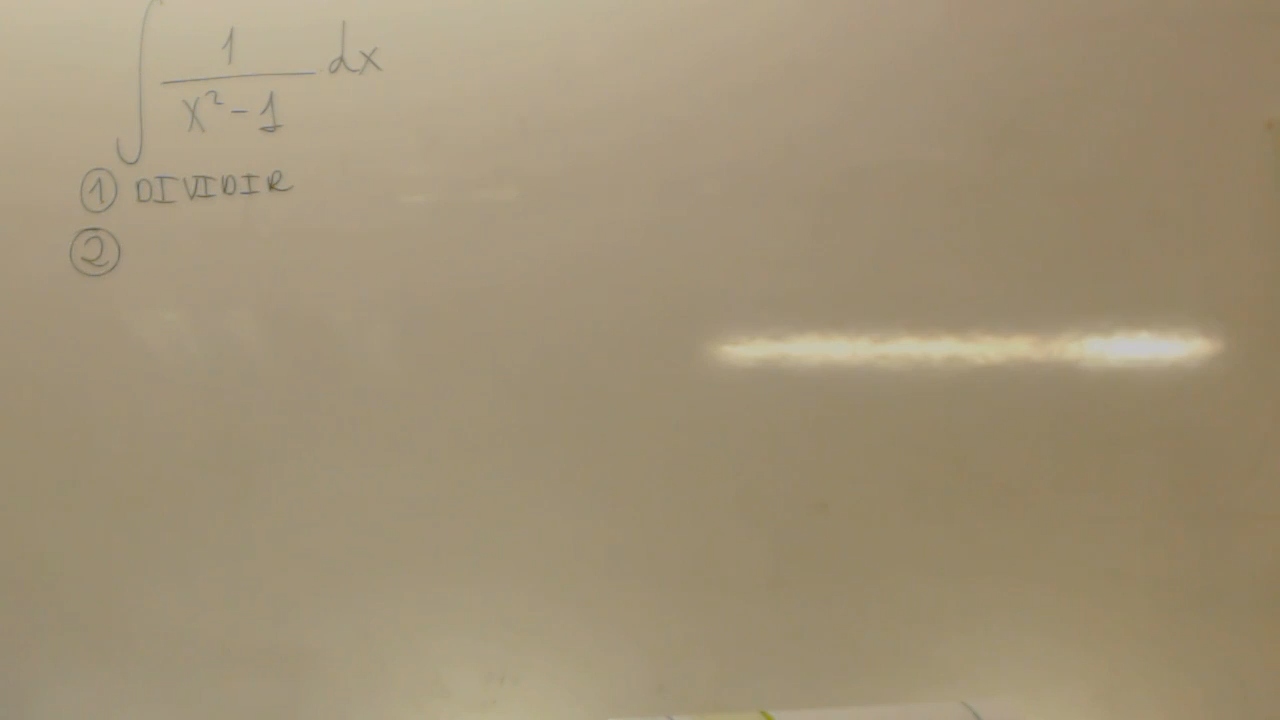 ∫ 1/(x² - 1) dx
① DIVIDIR
②